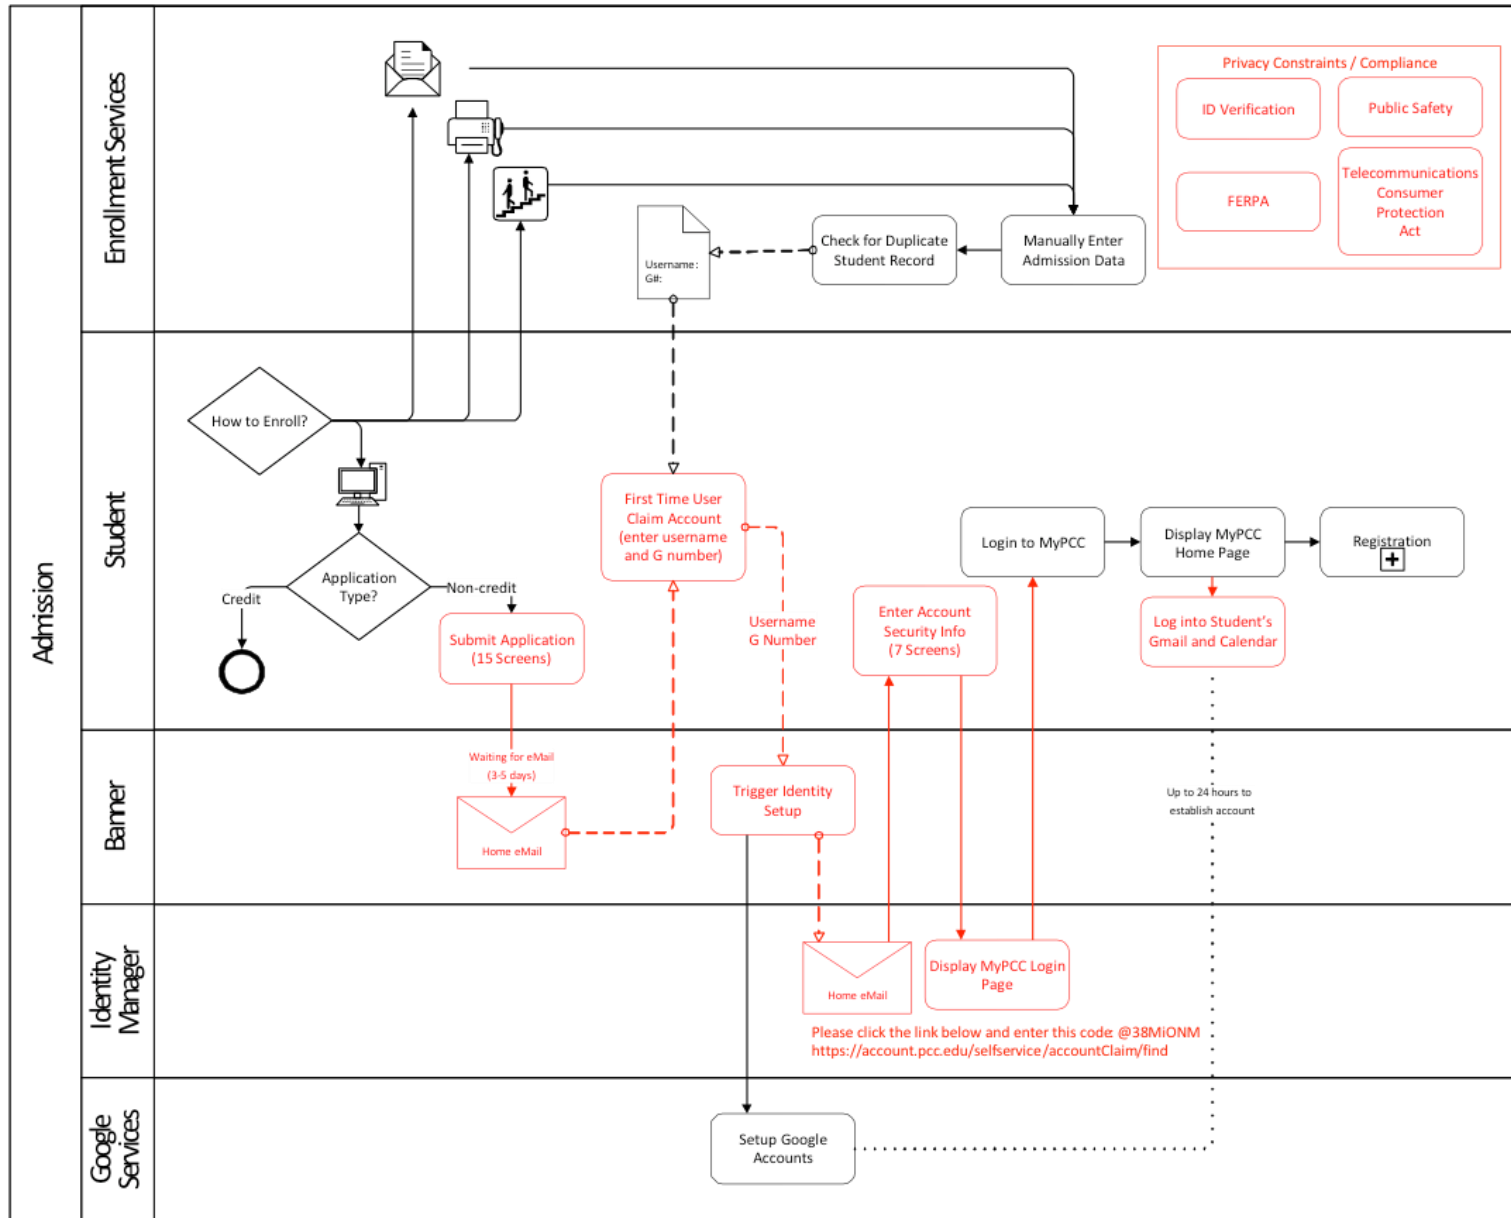 Admission
Enrollment Services
Privacy Constraints / Compliance
ID Verification
Public Safety
FERPA
Telecommunications
Consumer
Protection
Act
Username:
G#:
Check for Duplicate
Student Record
Manually Enter
Admission Data
Student
How to Enroll?
Application
Type?
Credit
Non-credit
Submit Application
(15 Screens)
First Time User
Claim Account
(enter username
and G number)
Username
G Number
Enter Account
Security Info
(7 Screens)
Login to MyPCC
Display MyPCC
Home Page
Registration
Log into Student's
Gmail and Calendar
Banner
Waiting for eMail
(3-5 days)
Home eMail
Trigger Identity
Setup
Up to 24 hours to
establish account
Identity
Manager
Home eMail
Display MyPCC Login
Page
Please click the link below and enter this code: @38MiONM
https://account.pcc.edu/selfservice/accountClaim/find
Google
Services
Setup Google
Accounts